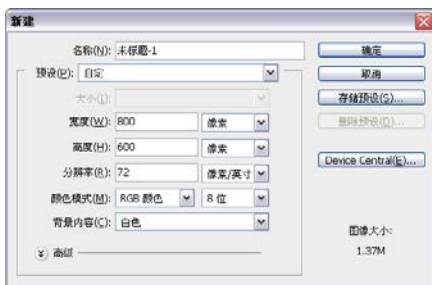 新建
名称(N): 未标题-1
确定
预设(P): 自定
取消
大小(I):
存储预设(S)...
宽度(W): 800 像素
删除预设(D)...
高度(H): 600 像素
分辨率(R): 72 像素/英寸
Device Central(E)...
颜色模式(M): RGB 颜色 8 位
背景内容(C): 白色
图像大小:
高级
1.37M